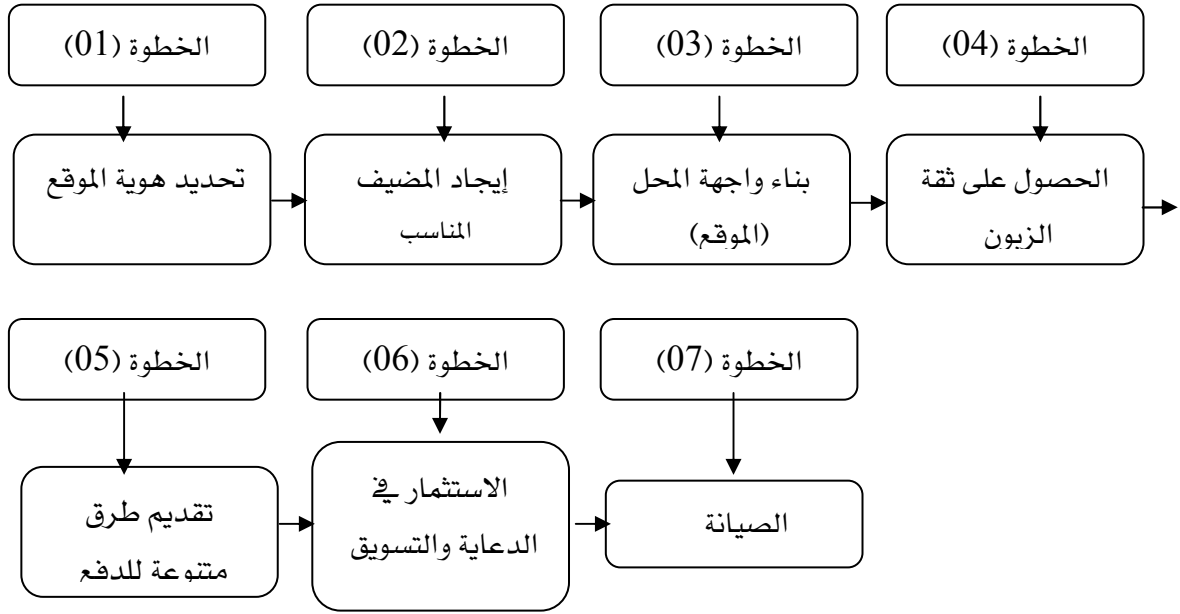 الخطوة (01)
الخطوة (02)
الخطوة (03)
الخطوة (04)
تحديد هوية الموقع
إيجاد المضيف
المناسب
بناء واجهة المحل
(الموقع)
الحصول على ثقة
الزبون
الخطوة (05)
الخطوة (06)
الخطوة (07)
تقديم طرق
متنوعة للدفع
الاستثمار في
الدعاية والتسويق
الصيانة